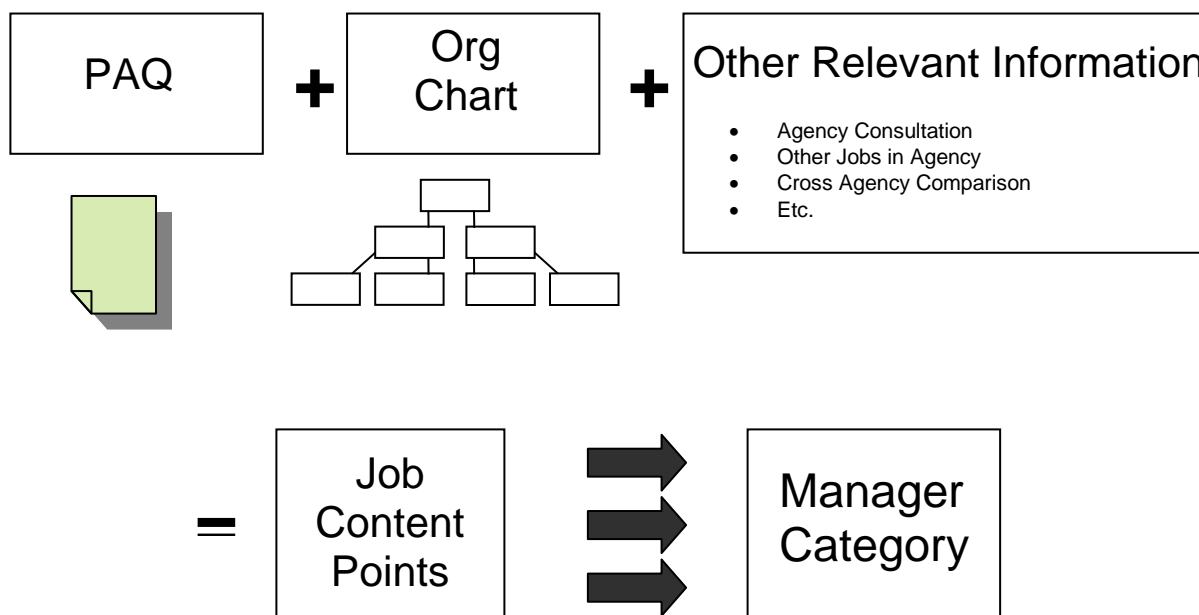 PAQ
+
Org
Chart
+
Other Relevant Information
• Agency Consultation
• Other Jobs in Agency
• Cross Agency Comparison
• Etc.
=
Job
Content
Points
Manager
Category